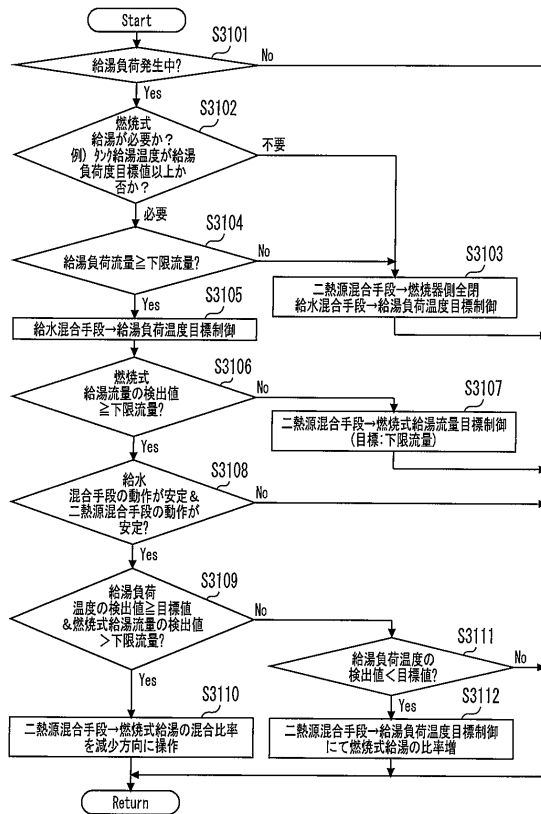 Start
S3101
給湯負荷発生中?
No
Yes
S3102
燃焼式
給湯が必要か?
例) タンク給湯温度が給湯
負荷度目標値以上か
否か?
不要
必要
S3104
給湯負荷流量≧下限流量?
No
Yes
S3103
二熱源混合手段→燃焼器側全閉
給水混合手段→給湯負荷温度目標制御
S3105
給水混合手段→給湯負荷温度目標制御
S3106
燃焼式
給湯流量の検出値
≧下限流量?
No
Yes
S3107
二熱源混合手段→燃焼式給湯流量目標制御
(目標:下限流量)
S3108
給水
混合手段の動作が安定&
二熱源混合手段の動作が
安定?
No
Yes
S3109
給湯負荷
温度の検出値≧目標値
&燃焼式給湯流量の検出値
>下限流量?
No
Yes
S3111
給湯負荷温度の
検出値<目標値?
No
Yes
S3110
二熱源混合手段→燃焼式給湯の混合比率
を減少方向に操作
S3112
二熱源混合手段→給湯負荷温度目標制御
にて燃焼式給湯の比率増
Return